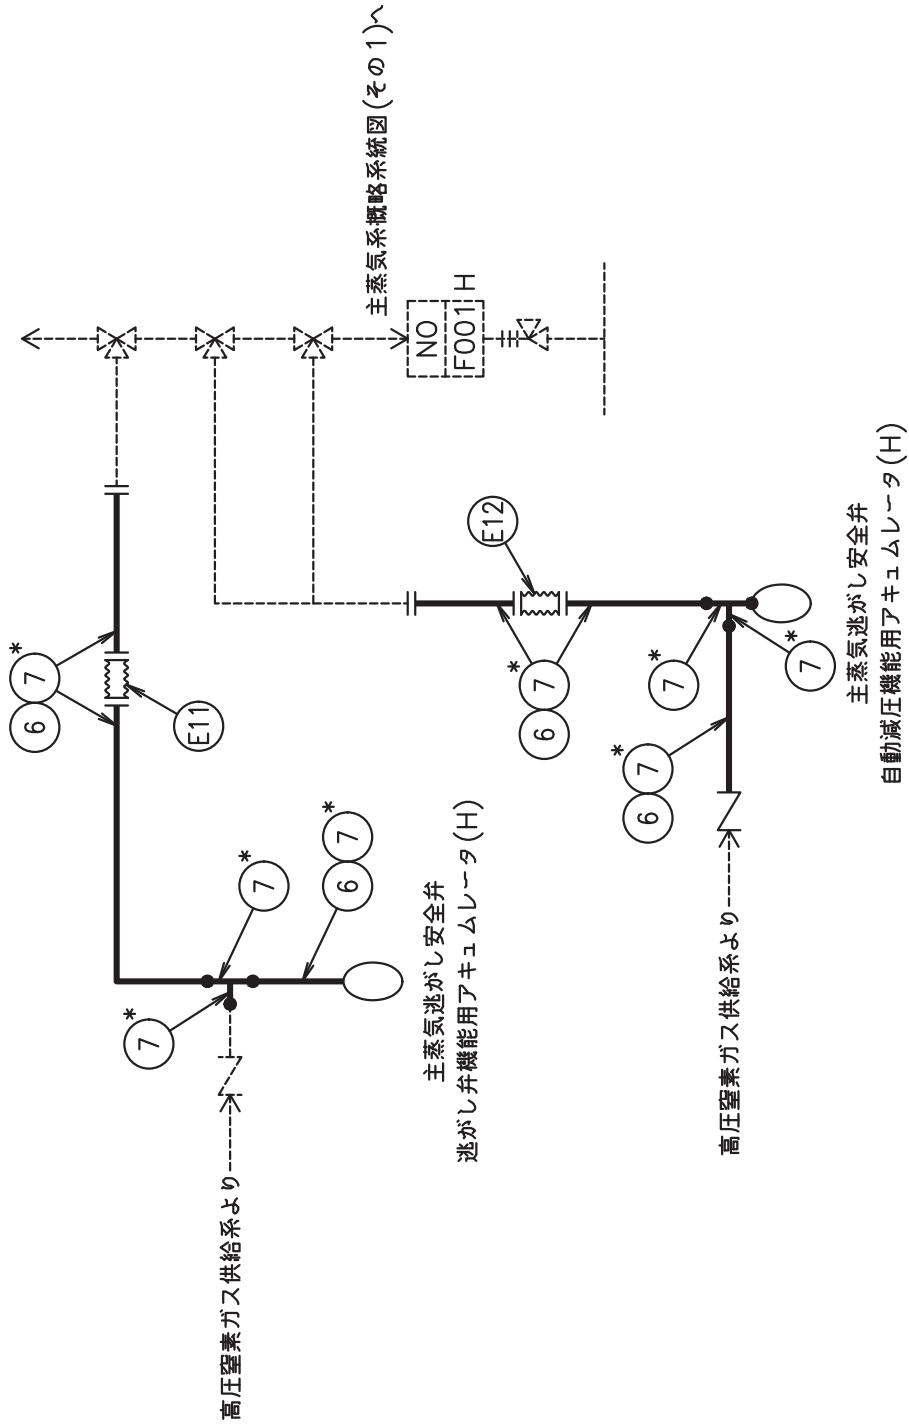 6 7 *
7 *
E11
高圧窒素ガス供給系より
7 *
6 7 *
主蒸気系概略系統図(その1)へ
NO
F001 H
主蒸気逃がし安全弁
逃がし弁機能用アキュムレータ(H)
E12
6 7 *
6 7 *
7 *
高圧窒素ガス供給系より
7 *
主蒸気逃がし安全弁
自動減圧機能用アキュムレータ(H)